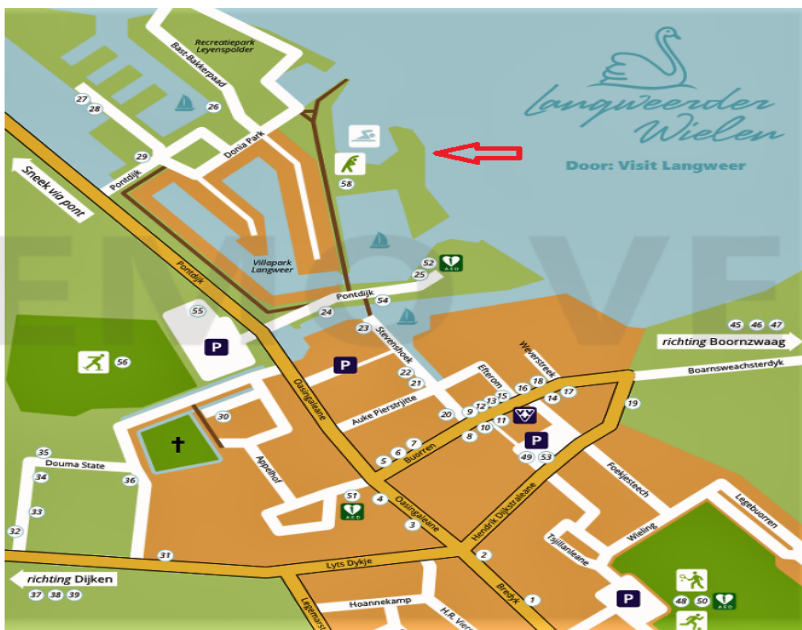 Recreatiepark
Leyenspolder
Bast-Bakkerpaad
27
28
26
29
Donia Park
Pontdijk
Sneek via pont
58
Langweerder
Wielen
Door: Visit Langweer
Villapark
Langweer
Pontdijk
52
25
AED
Pontdijk
54
24
55
P
23
Stevenshoek
45 46 47
richting Boornzwaag
Boarnsweachsterdyk
56
P
Oasingaleane
22
21
Auke Pierstrjitte
Efterom
Weverstreek
16 18
15
13
12
9
14
17
20
10
11
8
19
P
49 53
30
Appelhof
5
6
7
Buorren
35
Douma State
34
36
33
32
31
51
AED
4
Oasingaleane
3
Hendrik Dijkstraleane
Foekjesteech
Legebuorren
Wieling
Tsjillanleane
2
Lyts Dykje
richting Dijken
37 38 39
Hoannekamp
Bredyk
1
P
48 50
AED